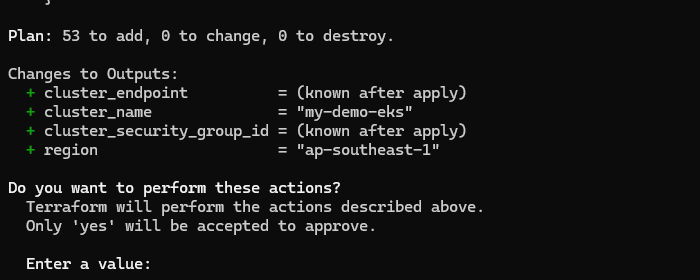 Plan: 53 to add, 0 to change, 0 to destroy.
Changes to Outputs:
+ cluster_endpoint = (known after apply)
+ cluster_name = "my-demo-eks"
+ cluster_security_group_id = (known after apply)
+ region = "ap-southeast-1"
Do you want to perform these actions?
Terraform will perform the actions described above.
Only 'yes' will be accepted to approve.
Enter a value: